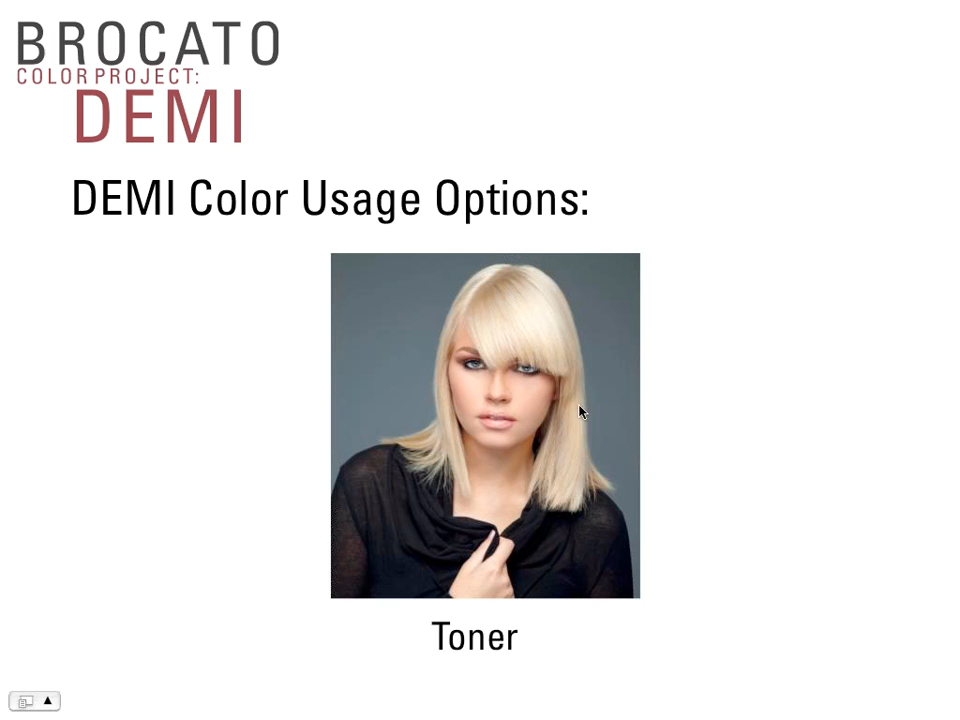 BROCATO
COLOR PROJECT:
DEMI
DEMI Color Usage Options:
Toner